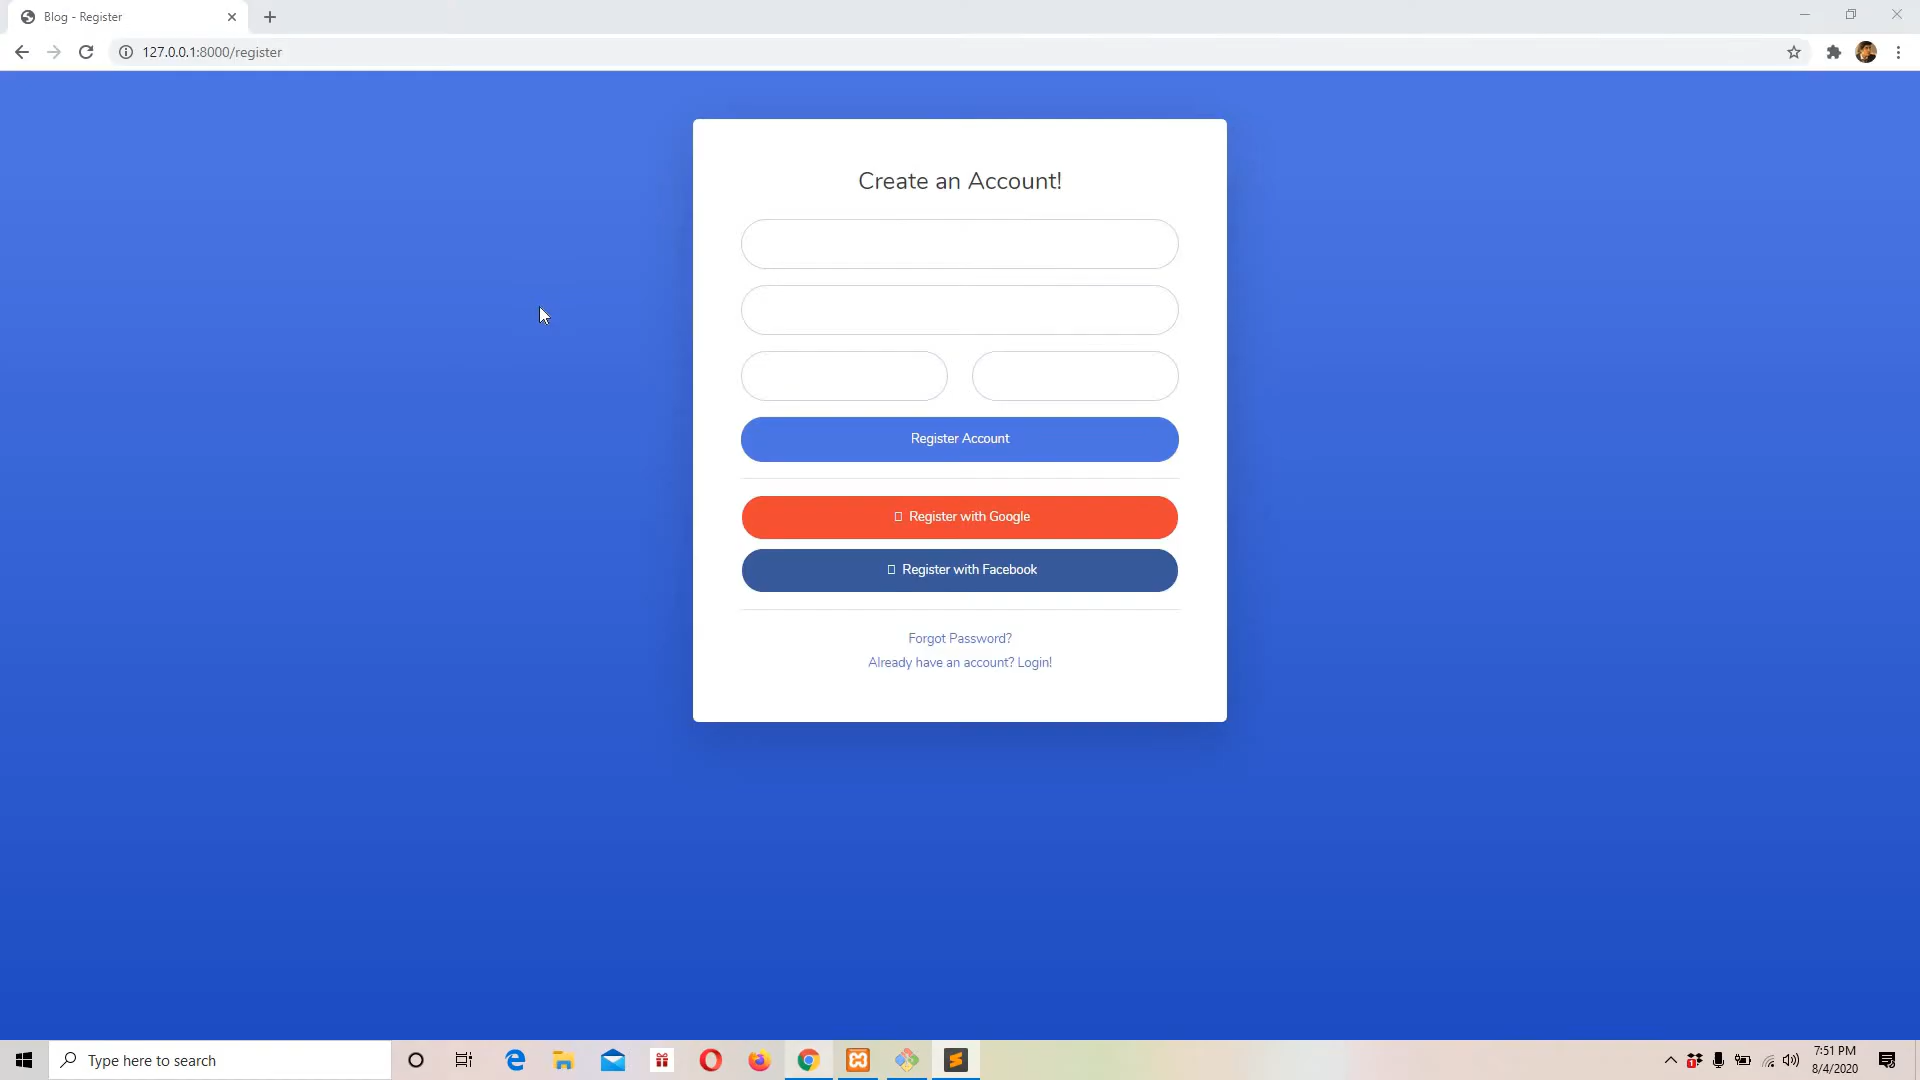 Blog - Register
127.0.0.1:8000/register
Create an Account!
Register Account
Register with Google
Register with Facebook
Forgot Password?
Already have an account? Login!
Type here to search
7:51 PM
8/4/2020